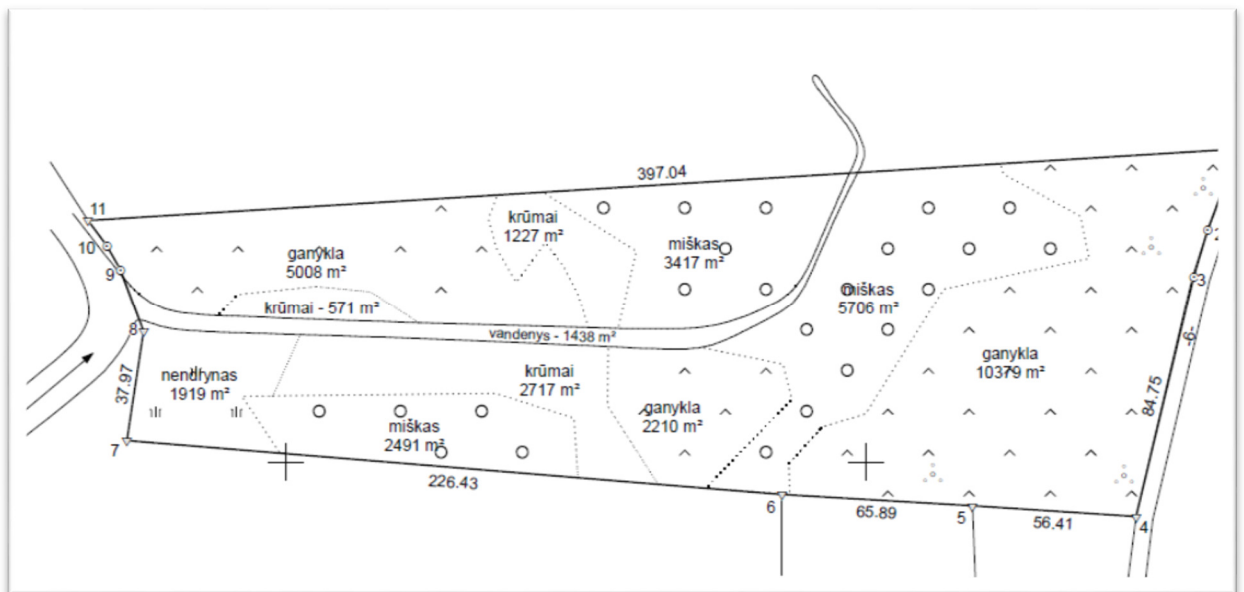 397.04
11
krūmai
1227 m²
10
ganykla
5008 m²
miškas
3417 m²
2
9
3
krūmai - 571 m²
miškas
5706 m²
8
vandenys - 1438 m²
-6-
ganykla
10379 m²
37.97
nendrynas
1919 m²
krūmai
2717 m²
84.75
ganykla
2210 m²
miškas
2491 m²
7
226.43
6
65.89
5
56.41
4